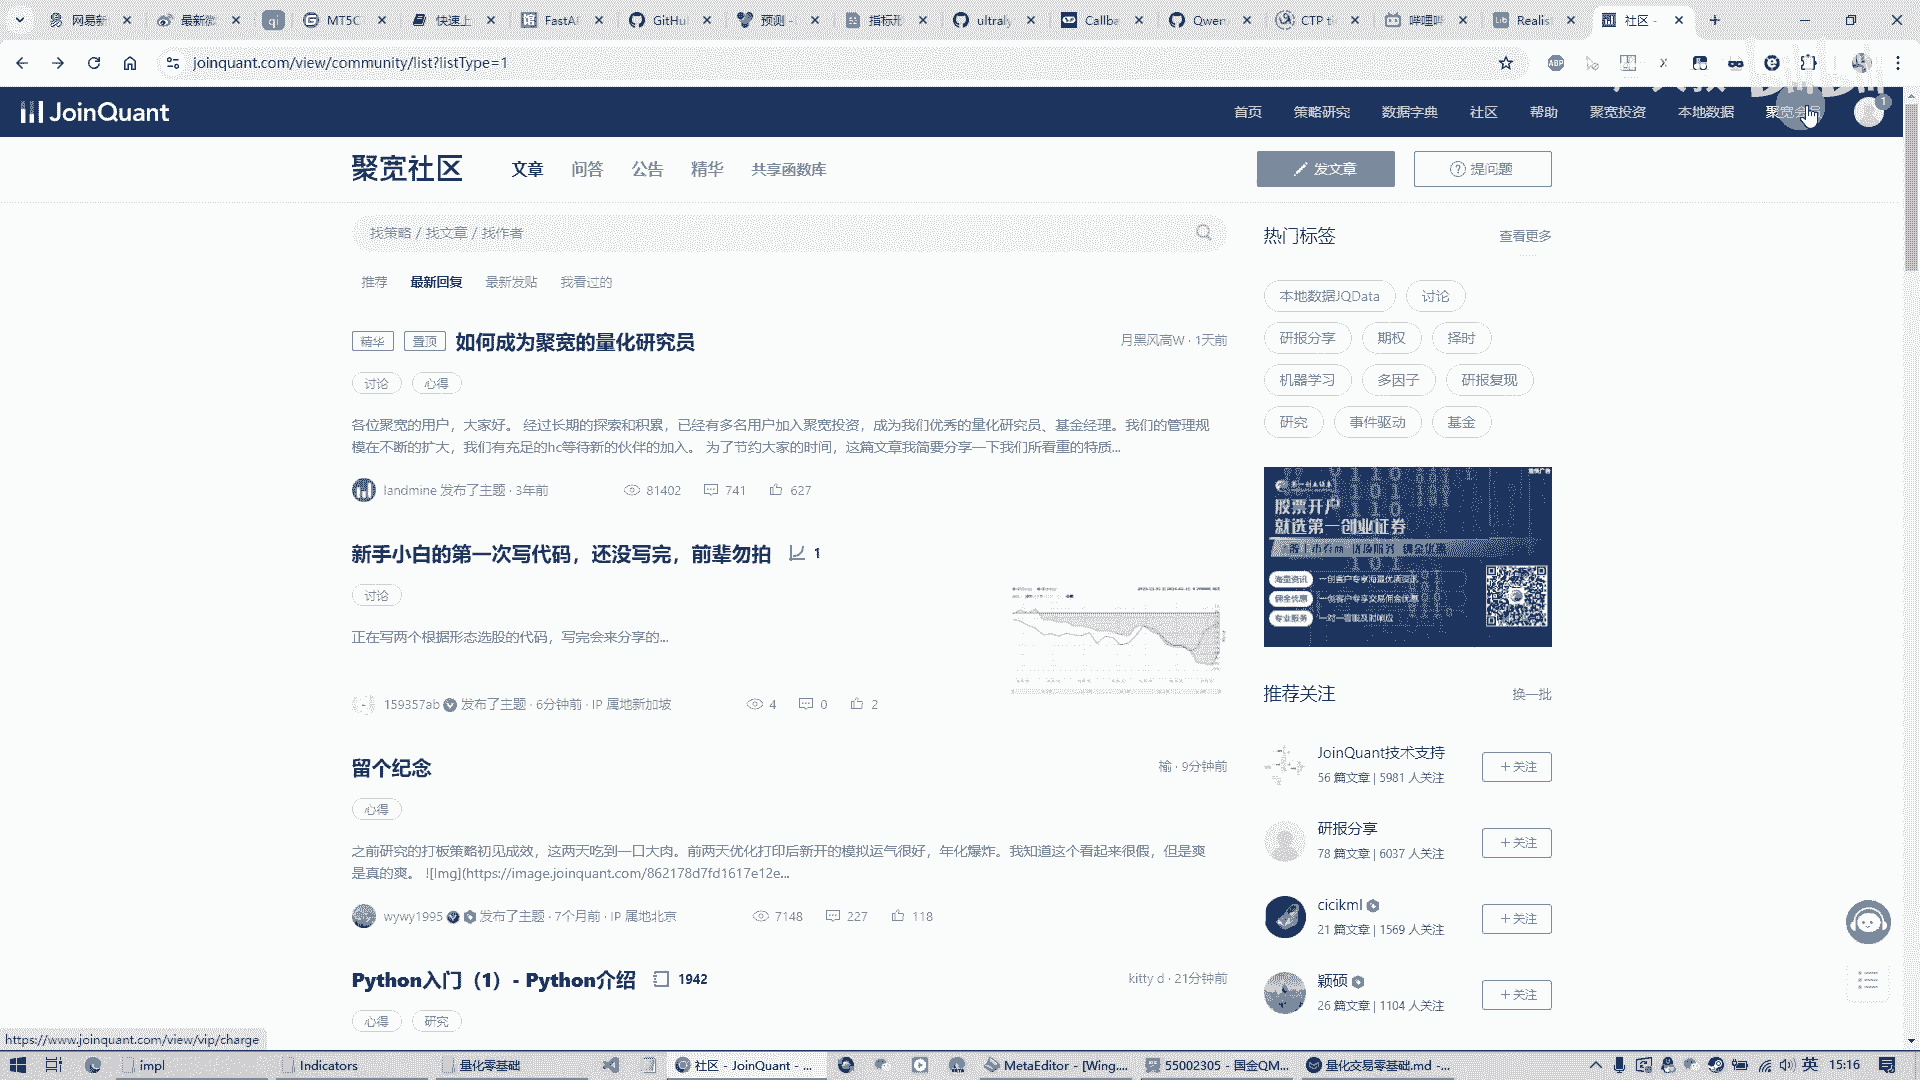 网易新
最新微
qi
MT5C
快速上
FastAF
GitHu
预测 -
指标形
ultraly
Callba
Qwen
CTP ti
哔哩哔
Realis
社区 -
joinquant.com/view/community/list?listType=1
JoinQuant
首页 策略研究 数据字典 社区 帮助 聚宽投资 本地数据 聚宽会员
1
聚宽社区 文章 问答 公告 精华 共享函数库 发文章 提问题
找策略 / 找文章 / 找作者
推荐 最新回复 最新发贴 我看过的
精华 置顶 如何成为聚宽的量化研究员 月黑风高W · 1天前
讨论 心得
各位聚宽的用户，大家好。 经过长期的探索和积累，已经有多名用户加入聚宽投资，成为我们优秀的量化研究员、基金经理。我们的管理规
模在不断的扩大，我们有充足的hc等待新的伙伴的加入。 为了节约大家的时间，这篇文章我简要分享一下我们所看重的特质...
landmine 发布了主题 · 3年前 81402 741 627
新手小白的第一次写代码，还没写完，前辈勿拍 1
讨论
正在写两个根据形态选股的代码，写完会来分享的...
159357ab 发布了主题 · 6分钟前 · IP 属地新加坡 4 0 2
留个纪念 榆 · 9分钟前
心得
之前研究的打板策略初见成效，这两天吃到一口大肉。前两天优化打印后新开的模拟运气很好，年化爆炸。我知道这个看起来很假，但是爽
是真的爽。 ![Img](https://image.joinquant.com/862178d7fd1617e12e...
wywy1995 发布了主题 · 7个月前 · IP 属地北京 7148 227 118
Python入门（1）- Python介绍 1942 kitty d · 21分钟前
心得 研究
热门标签 查看更多
本地数据JQData 讨论
研报分享 期权 择时
机器学习 多因子 研报复现
研究 事件驱动 基金
第一创业证券
股票开户
就选第一创业证券
海量资讯
佣金优惠
专业服务
推荐关注 换一批
JoinQuant技术支持
56 篇文章 | 5981 人关注
+ 关注
研报分享
78 篇文章 | 6037 人关注
+ 关注
cicikml
21 篇文章 | 1569 人关注
+ 关注
颖硕
26 篇文章 | 1104 人关注
+ 关注
https://www.joinquant.com/view/vip/charge
impl
Indicators
量化零基础
社区 - JoinQuant - ...
MetaEditor - [Wing....
55002305 - 国金QM...
量化交易零基础.md -...
英
15:16